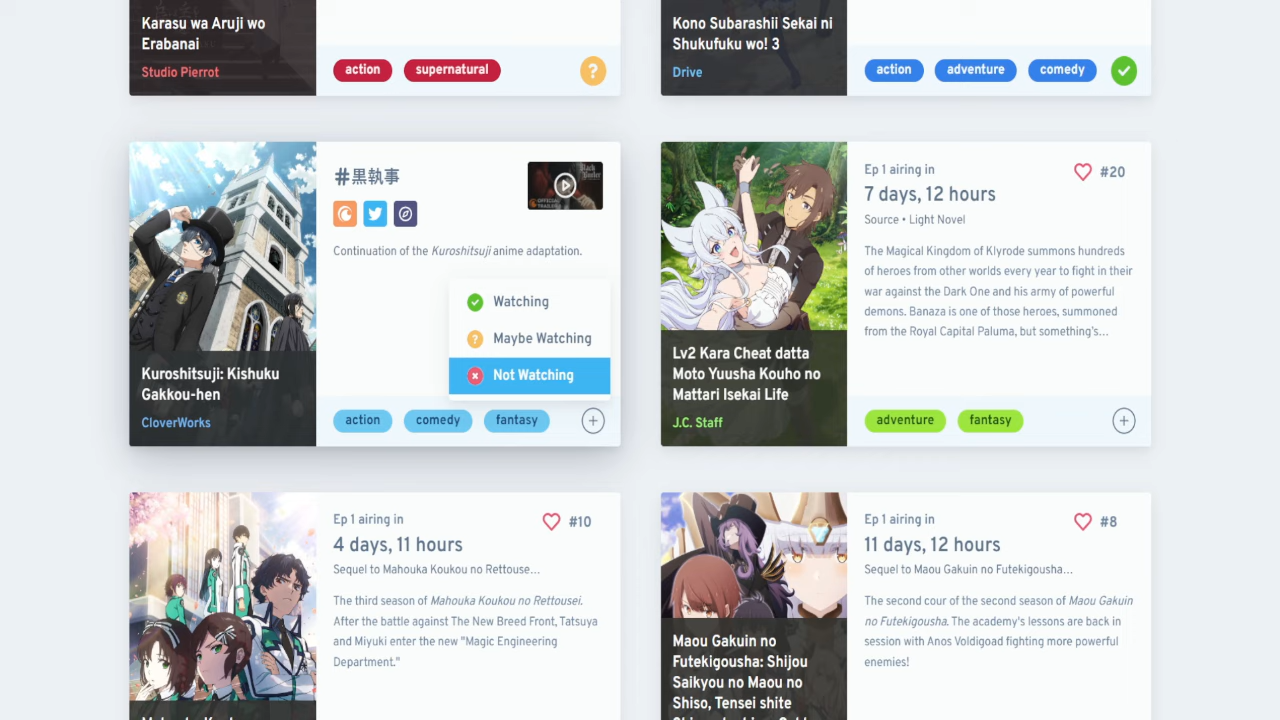 Karasu wa Aruji wo
Erabanai
Studio Pierrot
action
supernatural
?
Kono Subarashii Sekai ni
Shukufuku wo! 3
Drive
action
adventure
comedy
#黒執事
Continuation of the Kuroshitsuji anime adaptation.
Watching
? Maybe Watching
Not Watching
Kuroshitsuji: Kishuku
Gakkou-hen
CloverWorks
action
comedy
fantasy
Ep 1 airing in
#20
7 days, 12 hours
Source • Light Novel
The Magical Kingdom of Klyrode summons hundreds
of heroes from other worlds every year to fight in their
war against the Dark One and his army of powerful
demons. Banaza is one of those heroes, summoned
from the Royal Capital Paluma, but something's...
Lv2 Kara Cheat datta
Moto Yuusha Kouho no
Mattari Isekai Life
J.C. Staff
adventure
fantasy
Ep 1 airing in
#10
4 days, 11 hours
Sequel to Mahouka Koukou no Rettouse...
The third season of Mahouka Koukou no Rettousei.
After the battle against The New Breed Front, Tatsuya
and Miyuki enter the new "Magic Engineering
Department."
Ep 1 airing in
#8
11 days, 12 hours
Sequel to Maou Gakuin no Futekigousha...
The second cour of the second season of Maou Gakuin
no Futekigousha. The academy's lessons are back in
session with Anos Voldigoad fighting more powerful
enemies!
Maou Gakuin no
Futekigousha: Shijou
Saikyou no Maou no
Shiso, Tensei shite